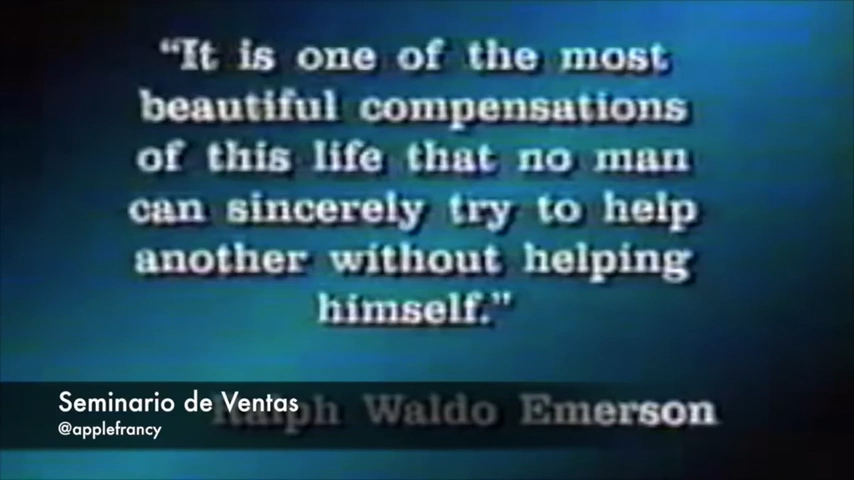 “It is one of the most
beautiful compensations
of this life that no man
can sincerely try to help
another without helping
himself.”
Ralph Waldo Emerson
Seminario de Ventas
@applefrancy